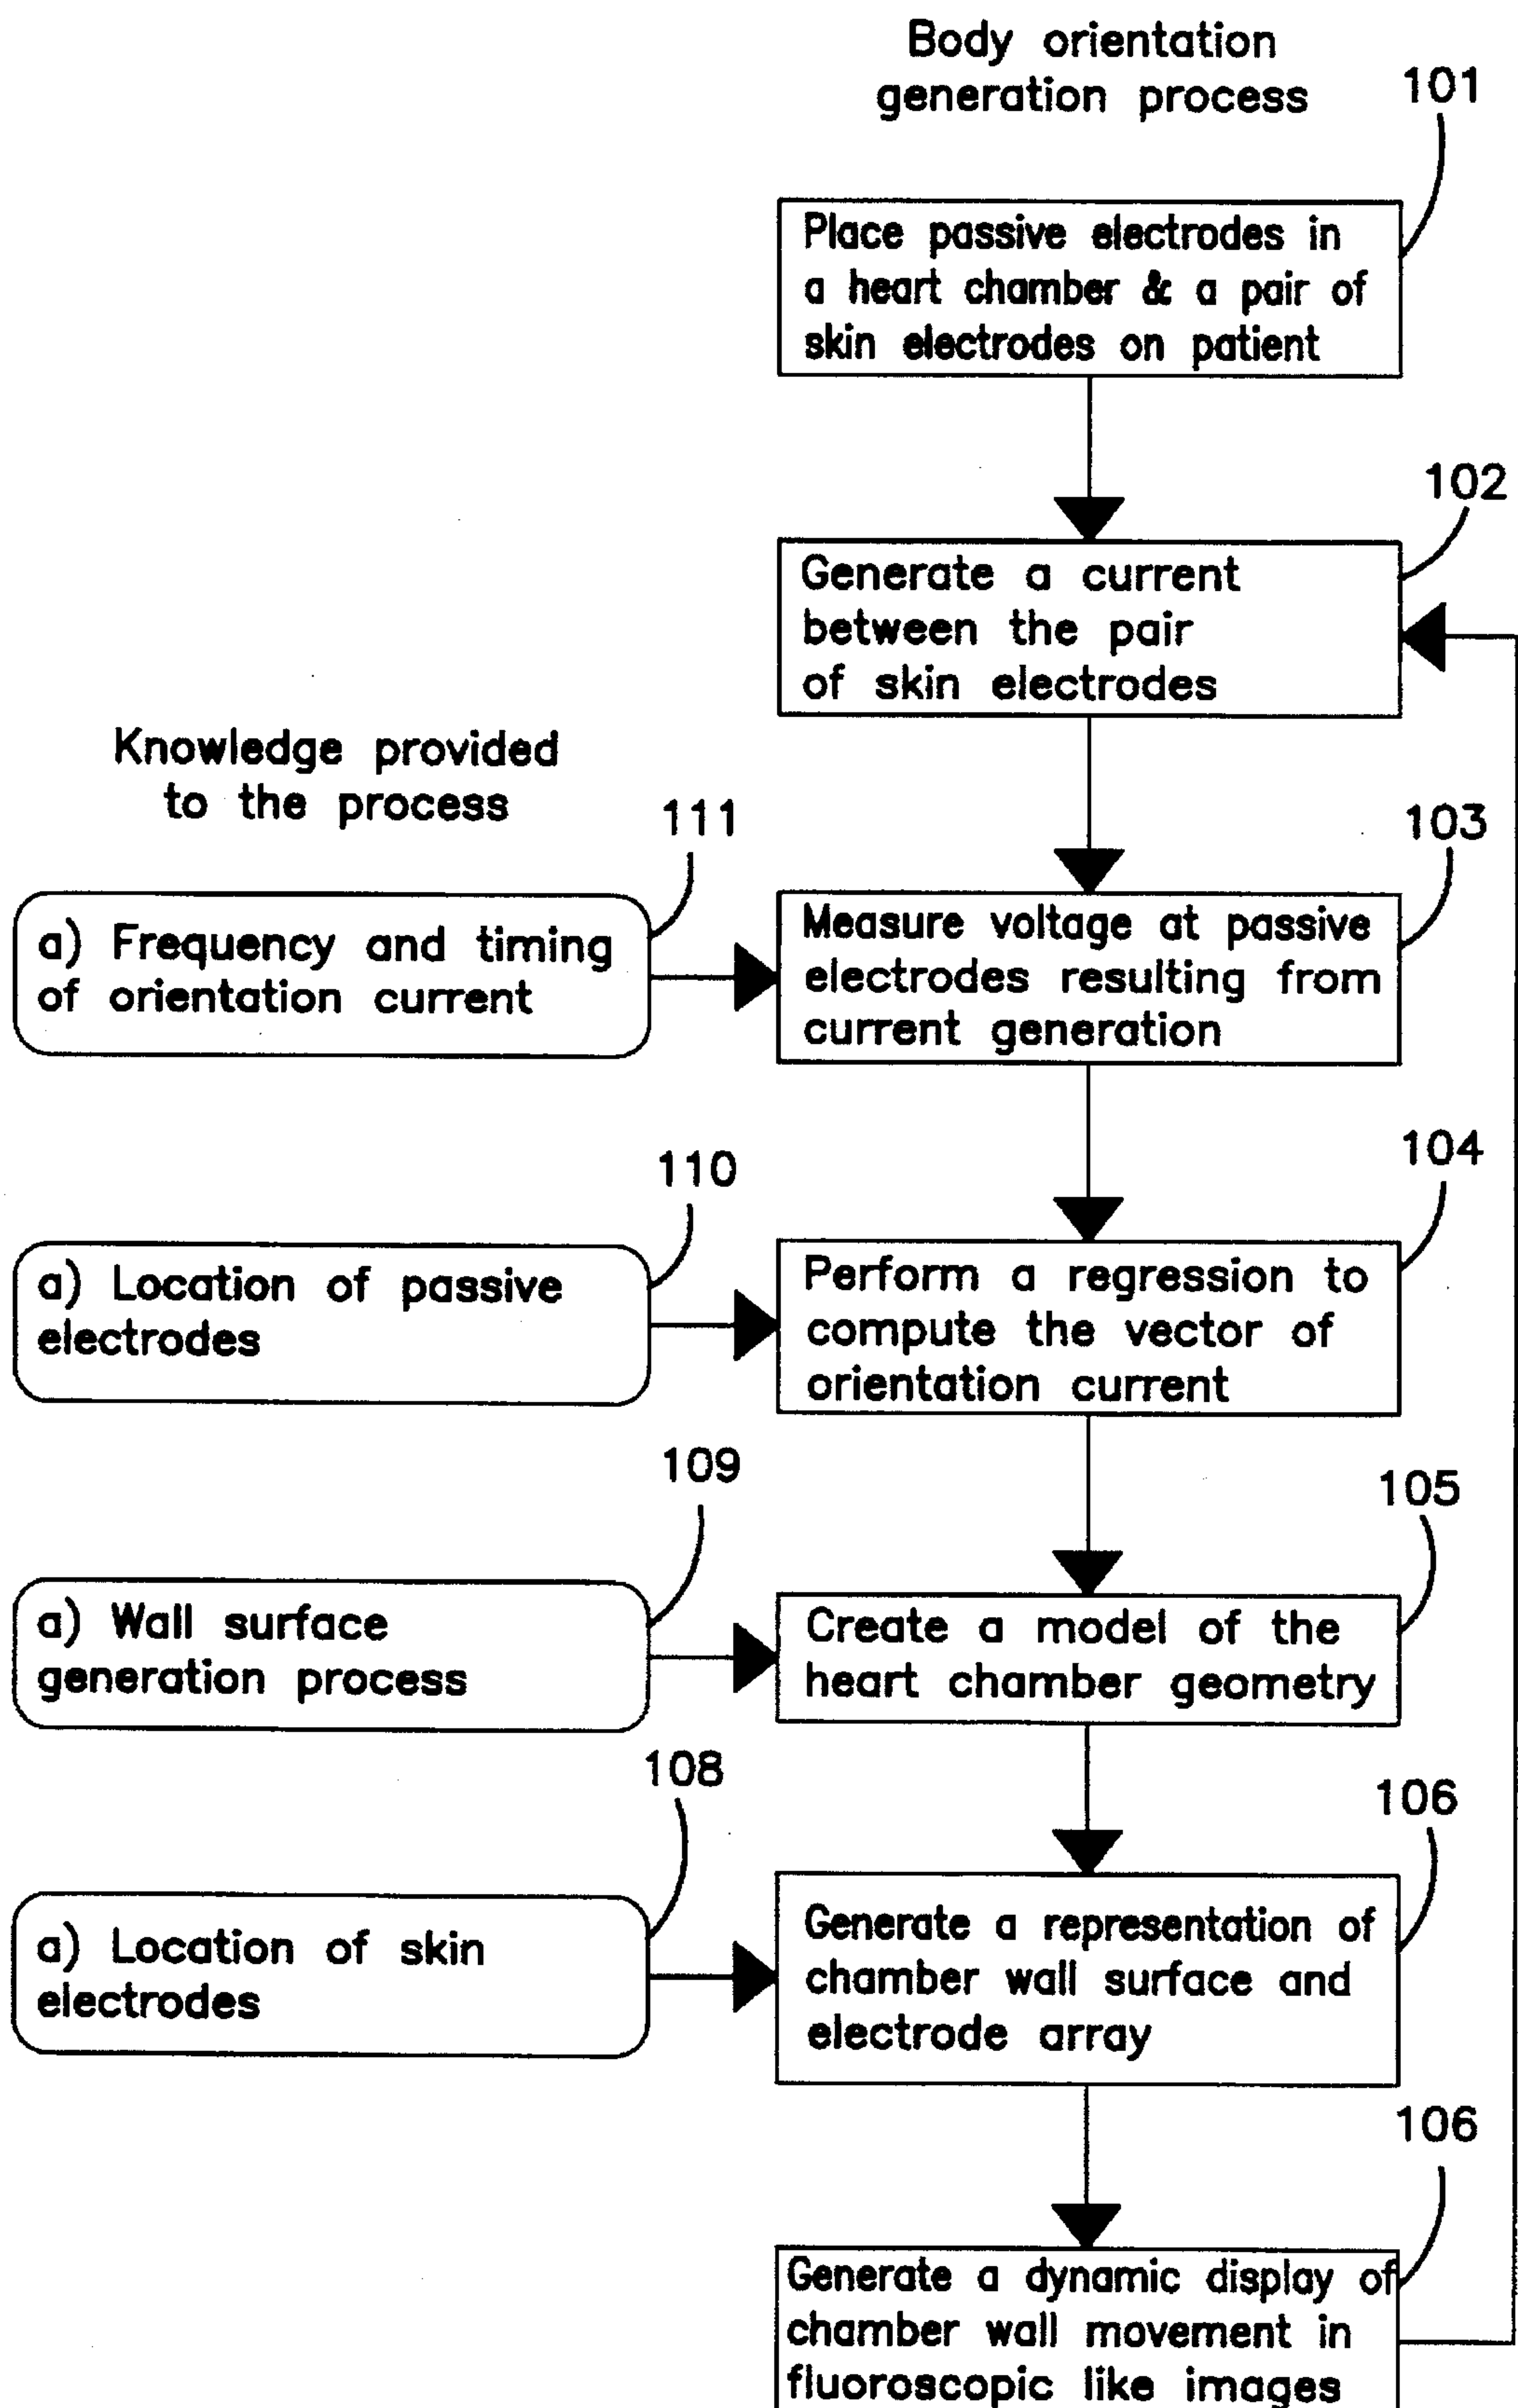 Body orientation
generation process
101
Place passive electrodes in
a heart chamber & a pair of
skin electrodes on patient
102
Generate a current
between the pair
of skin electrodes
Knowledge provided
to the process
111
a) Frequency and timing
of orientation current
103
Measure voltage at passive
electrodes resulting from
current generation
110
a) Location of passive
electrodes
104
Perform a regression to
compute the vector of
orientation current
109
a) Wall surface
generation process
105
Create a model of the
heart chamber geometry
108
a) Location of skin
electrodes
106
Generate a representation of
chamber wall surface and
electrode array
106
Generate a dynamic display of
chamber wall movement in
fluoroscopic like images